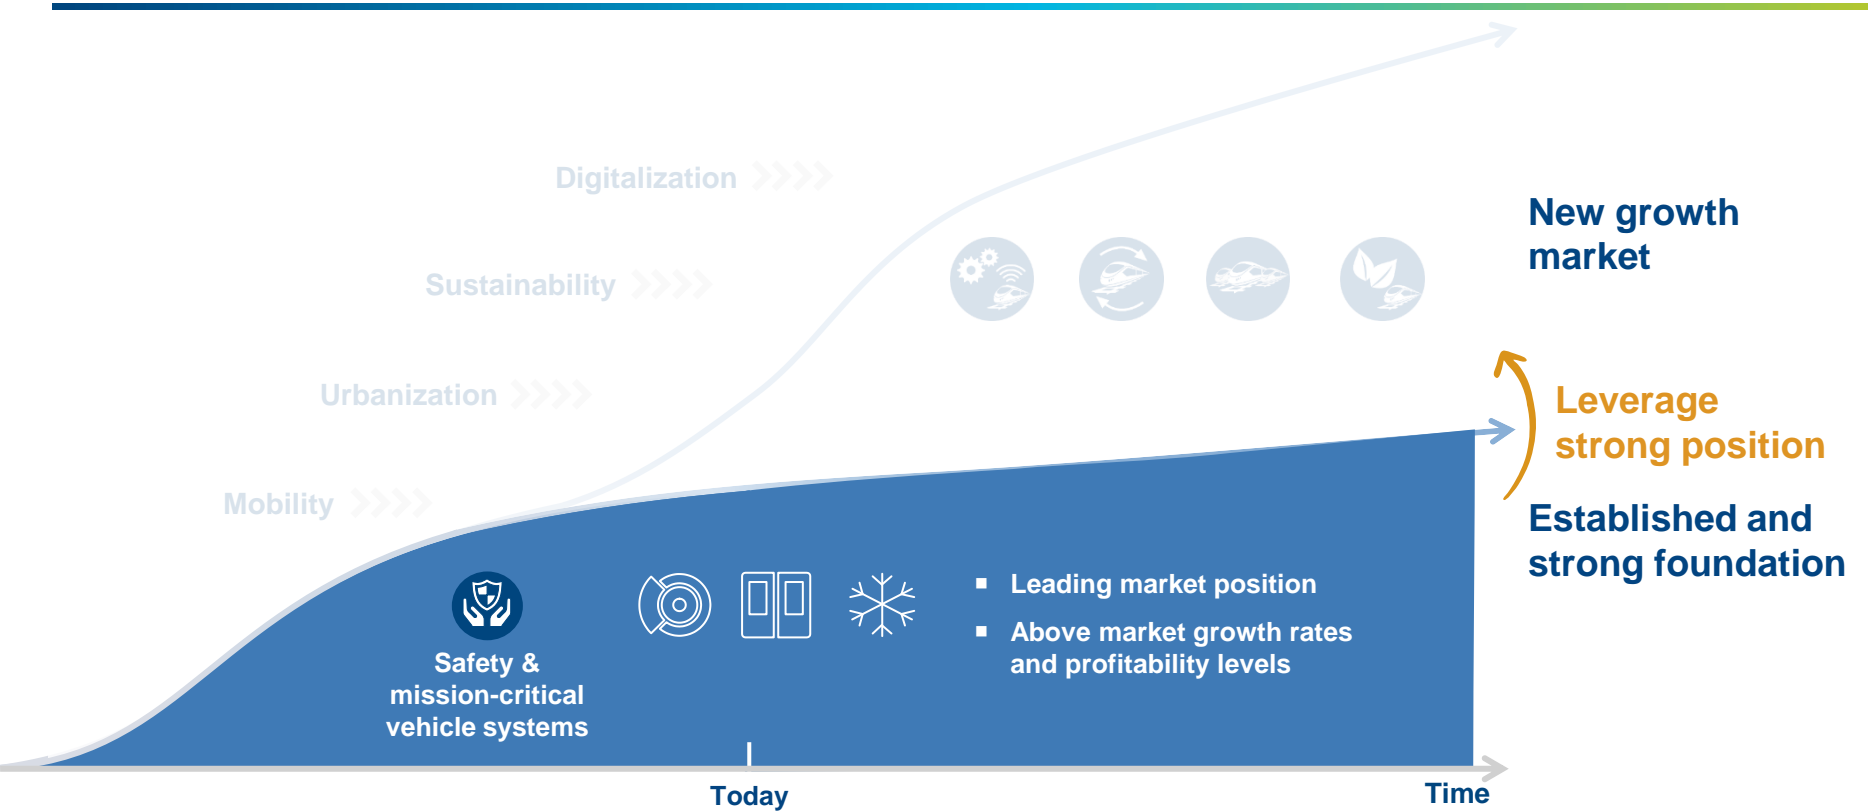 Digitalization
New growth
market
Sustainability
Urbanization
Leverage
strong position
Mobility
Established and
strong foundation
Safety &
mission-critical
vehicle systems
▪ Leading market position
▪ Above market growth rates
and profitability levels
Today
Time